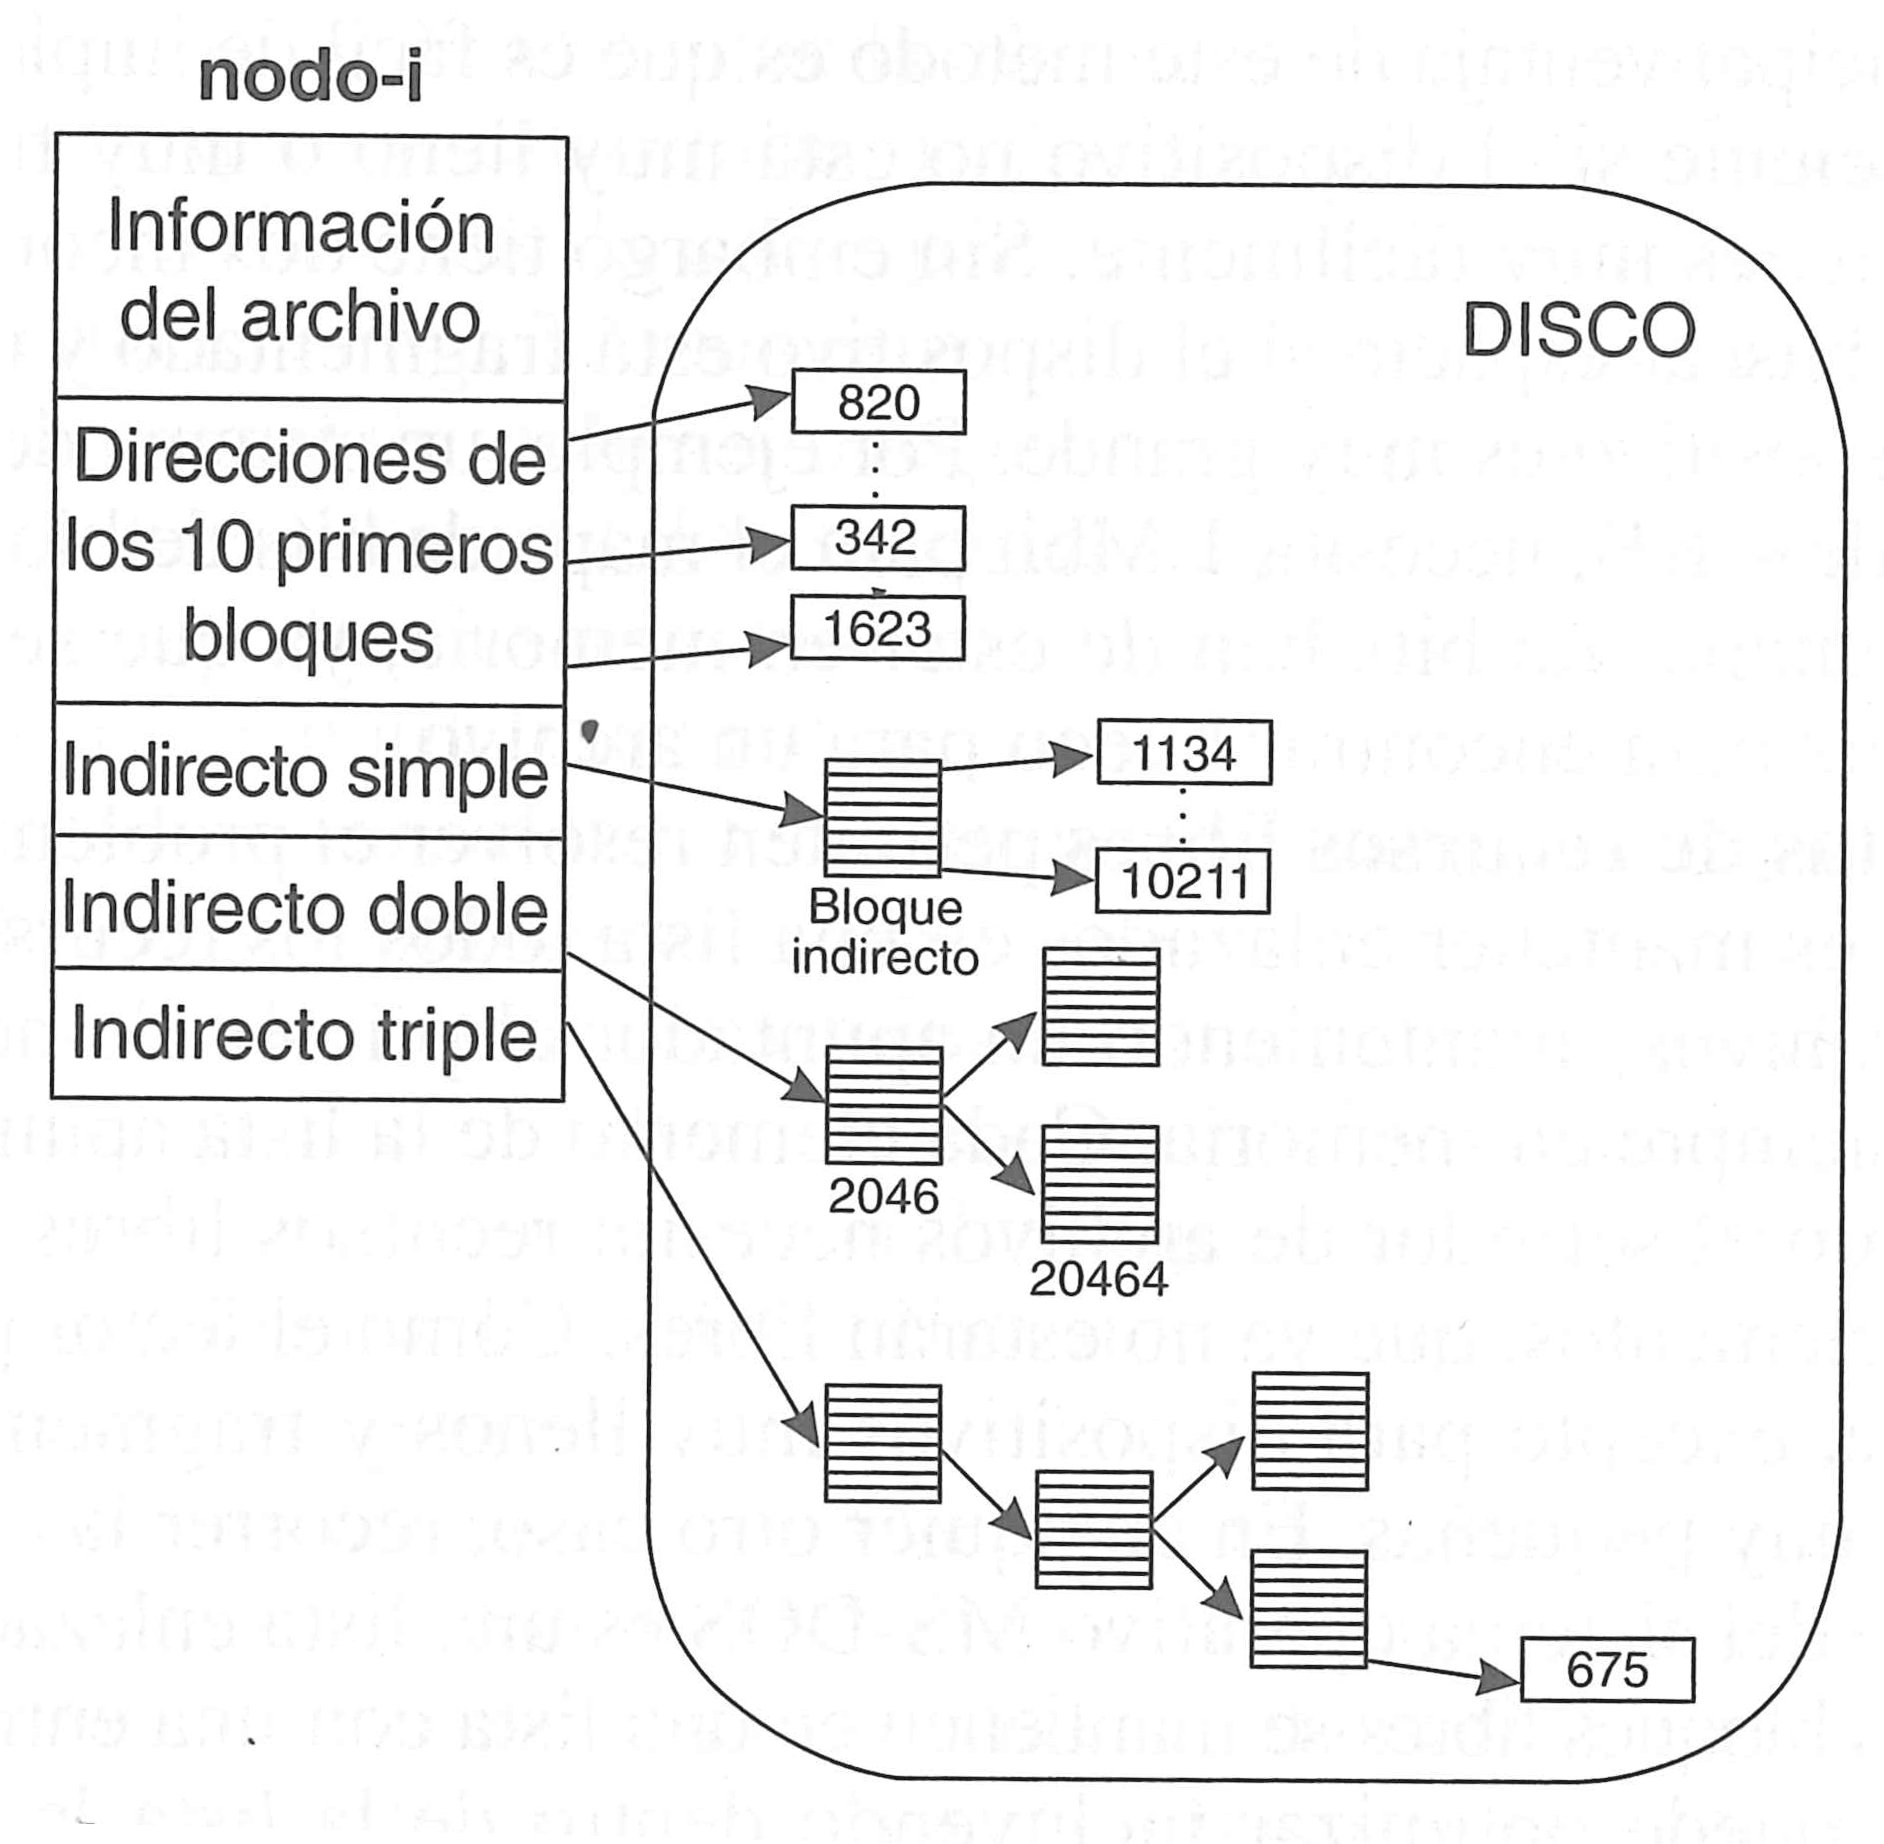 nodo-i
Información
del archivo
Direcciones de
los 10 primeros
bloques
Indirecto simple
Indirecto doble
Indirecto triple
DISCO
820
342
1623
1134
10211
Bloque
indirecto
2046
20464
675